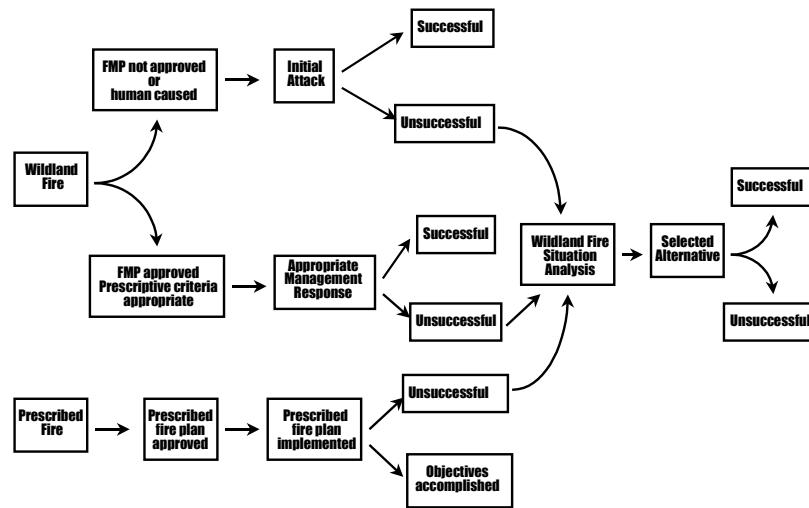 Successful
FMP not approved
or
human caused
Initial
Attack
Unsuccessful
Wildland
Fire
Successful
Successful
Wildland Fire
Situation
Analysis
Selected
Alternative
FMP approved
Prescriptive criteria
appropriate
Appropriate
Management
Response
Unsuccessful
Unsuccessful
Prescribed
Fire
Prescribed
fire plan
approved
Prescribed
fire plan
implemented
Unsuccessful
Objectives
accomplished